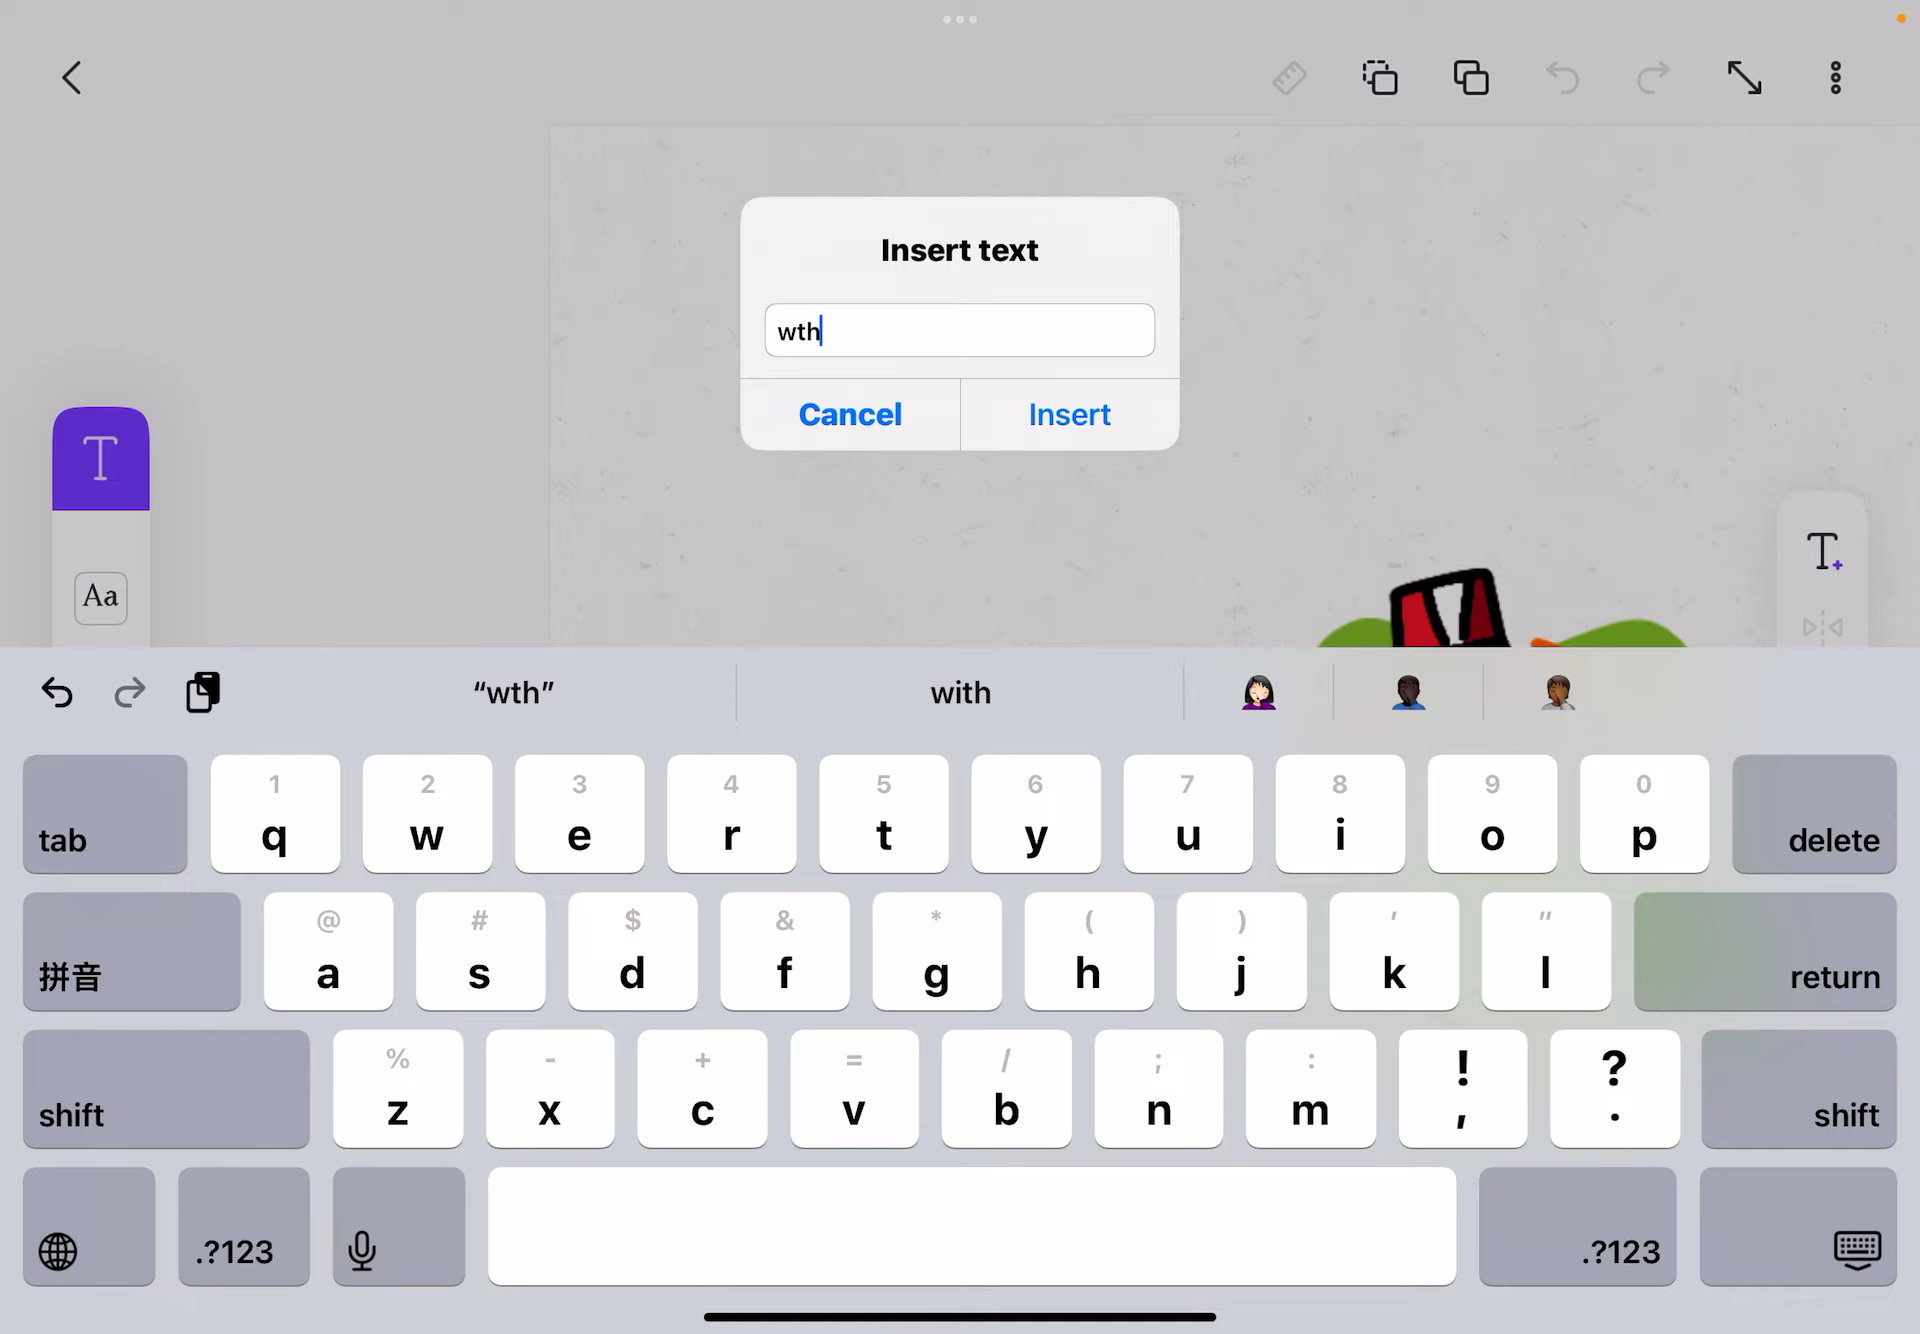 Insert text
wth
Cancel Insert
T
Aa
T+
“wth” with
tab 1 q 2 w 3 e 4 r 5 t 6 y 7 u 8 i 9 o 0 p delete
拼音 @ a # s $ d & f * g ( h ) j ' k " l return
shift % z - x + c = v / b ; n : m ! , ? . shift
.?123 .?123